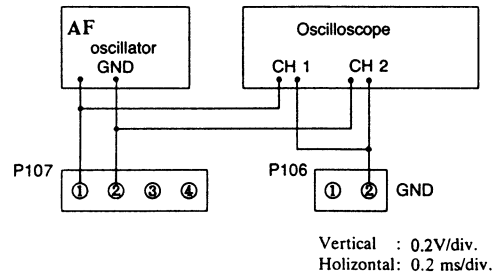 AF
oscillator
GND
Oscilloscope
CH 1 CH 2
P107
① ② ③ ④
P106
① ② GND
Vertical : 0.2V/div.
Holizontal: 0.2 ms/div.